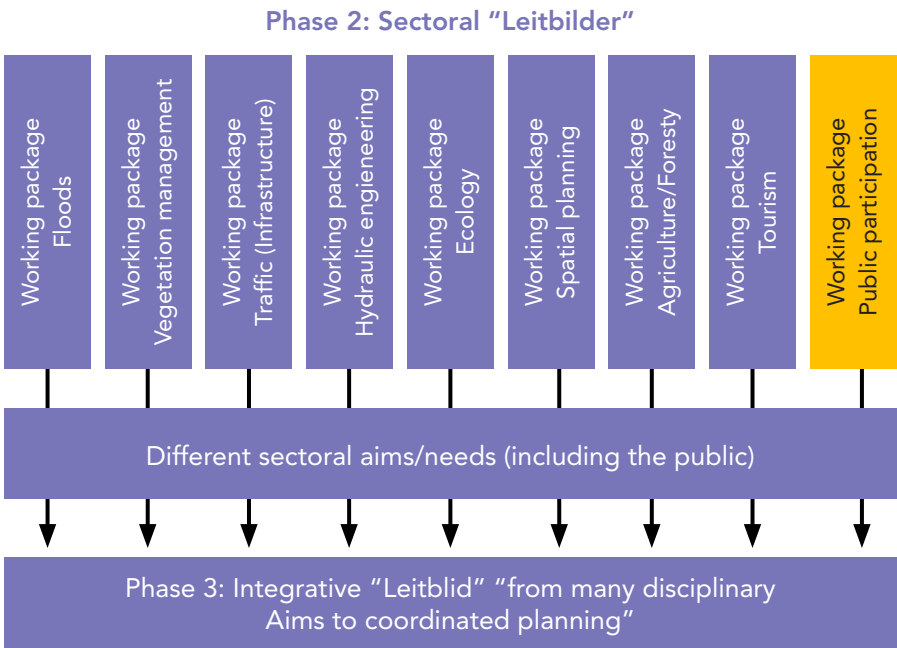 Phase 2: Sectoral “Leitbilder”
Working package
Floods
Working package
Vegetation management
Working package
Traffic (Infrastructure)
Working package
Hydraulic engieneering
Working package
Ecology
Working package
Spatial planning
Working package
Agriculture/Foresty
Working package
Tourism
Working package
Public participation
Different sectoral aims/needs (including the public)
Phase 3: Integrative “Leitblid” “from many disciplinary
Aims to coordinated planning”